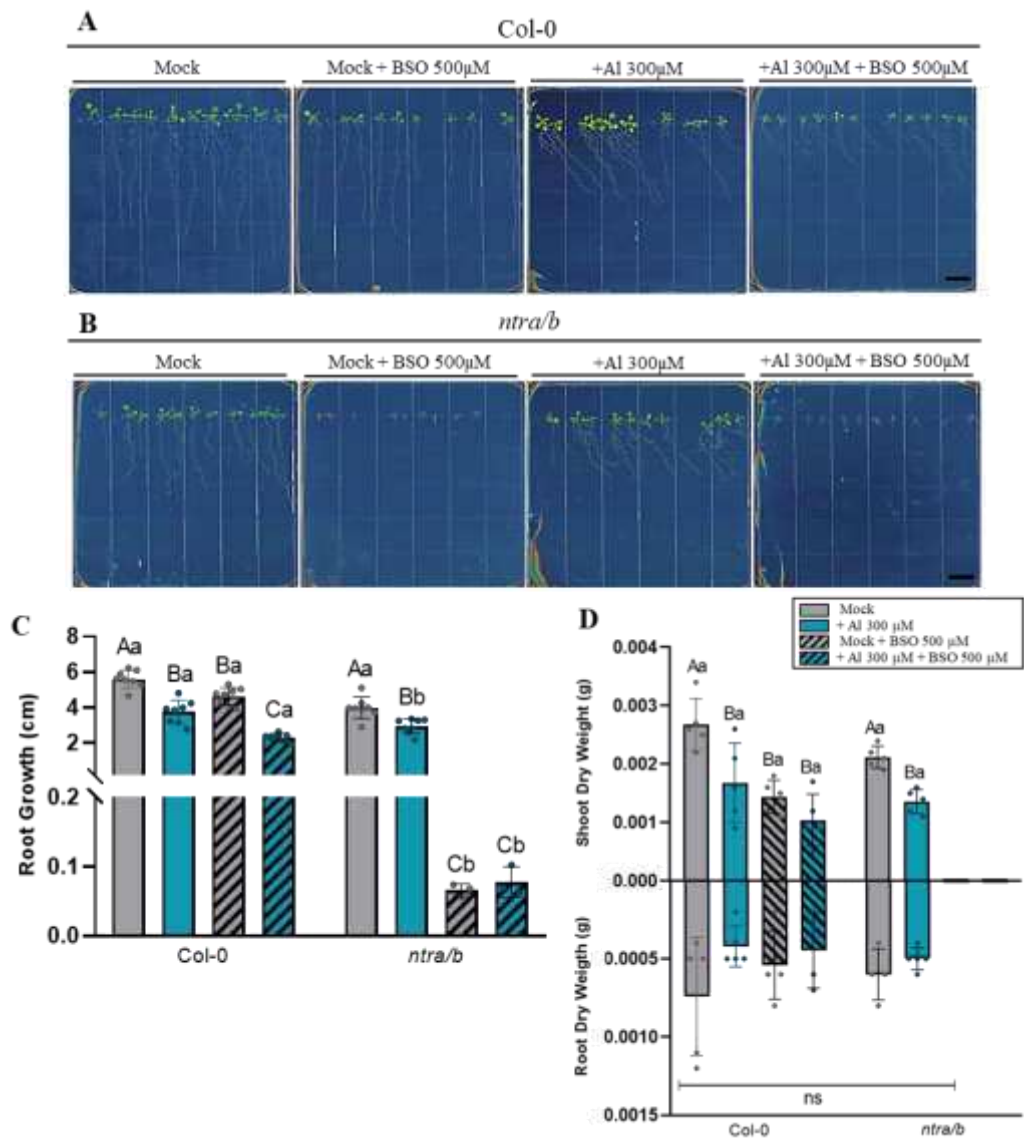 A
Col-0
Mock
Mock + BSO 500μM
+Al 300μM
+Al 300μM + BSO 500μM
B
ntra/b
Mock
Mock + BSO 500μM
+Al 300μM
+Al 300μM + BSO 500μM
C
Root Growth (cm)
8
6
4
2
0.2
0.1
0.0
Aa
Ba
Ba
Ca
Aa
Bb
Cb
Cb
Col-0
ntra/b
D
Mock
+ Al 300 μM
Mock + BSO 500 μM
+ Al 300 μM + BSO 500 μM
Shoot Dry Weight (g)
Root Dry Weigth (g)
0.004
0.003
0.002
0.001
0.000
0.0005
0.0010
0.0015
Aa
Ba
Ba
Ba
Aa
Ba
ns
Col-0
ntra/b